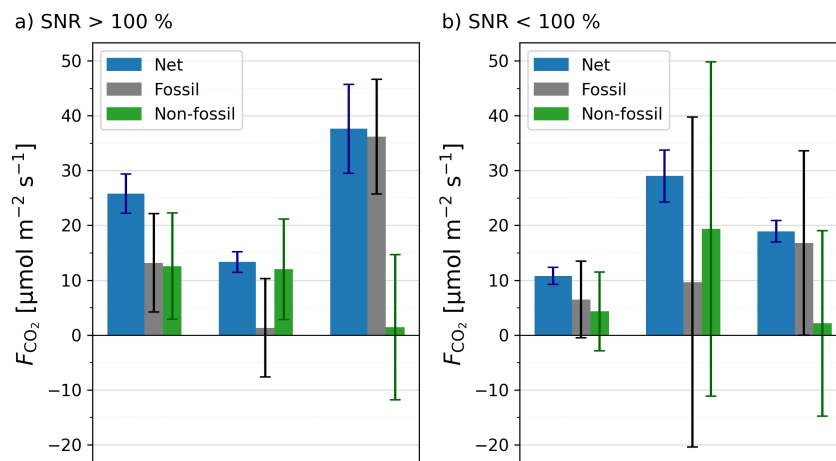 a) SNR > 100 %
b) SNR < 100 %
50
40
30
20
10
0
−10
−20
F_CO₂ [µmol m⁻² s⁻¹]
Net
Fossil
Non-fossil
50
40
30
20
10
0
−10
−20
F_CO₂ [µmol m⁻² s⁻¹]
Net
Fossil
Non-fossil